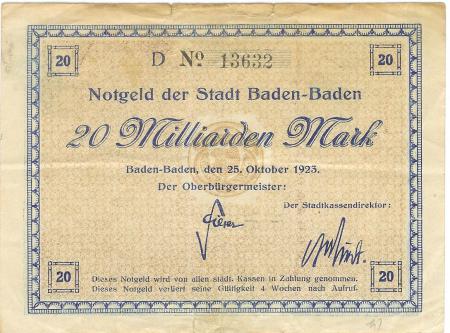 20 20
D No 13632
Notgeld der Stadt Baden-Baden
20 Milliarden Mark
Baden-Baden, den 25. Oktober 1923.
Der Oberbürgermeister:
Der Stadtkassendirektor:
Fieser
20 20
Dieses Notgeld wird von allen städt. Kassen in Zahlung genommen.
Dieses Notgeld verliert seine Gültigkeit 4 Wochen nach Aufruf.